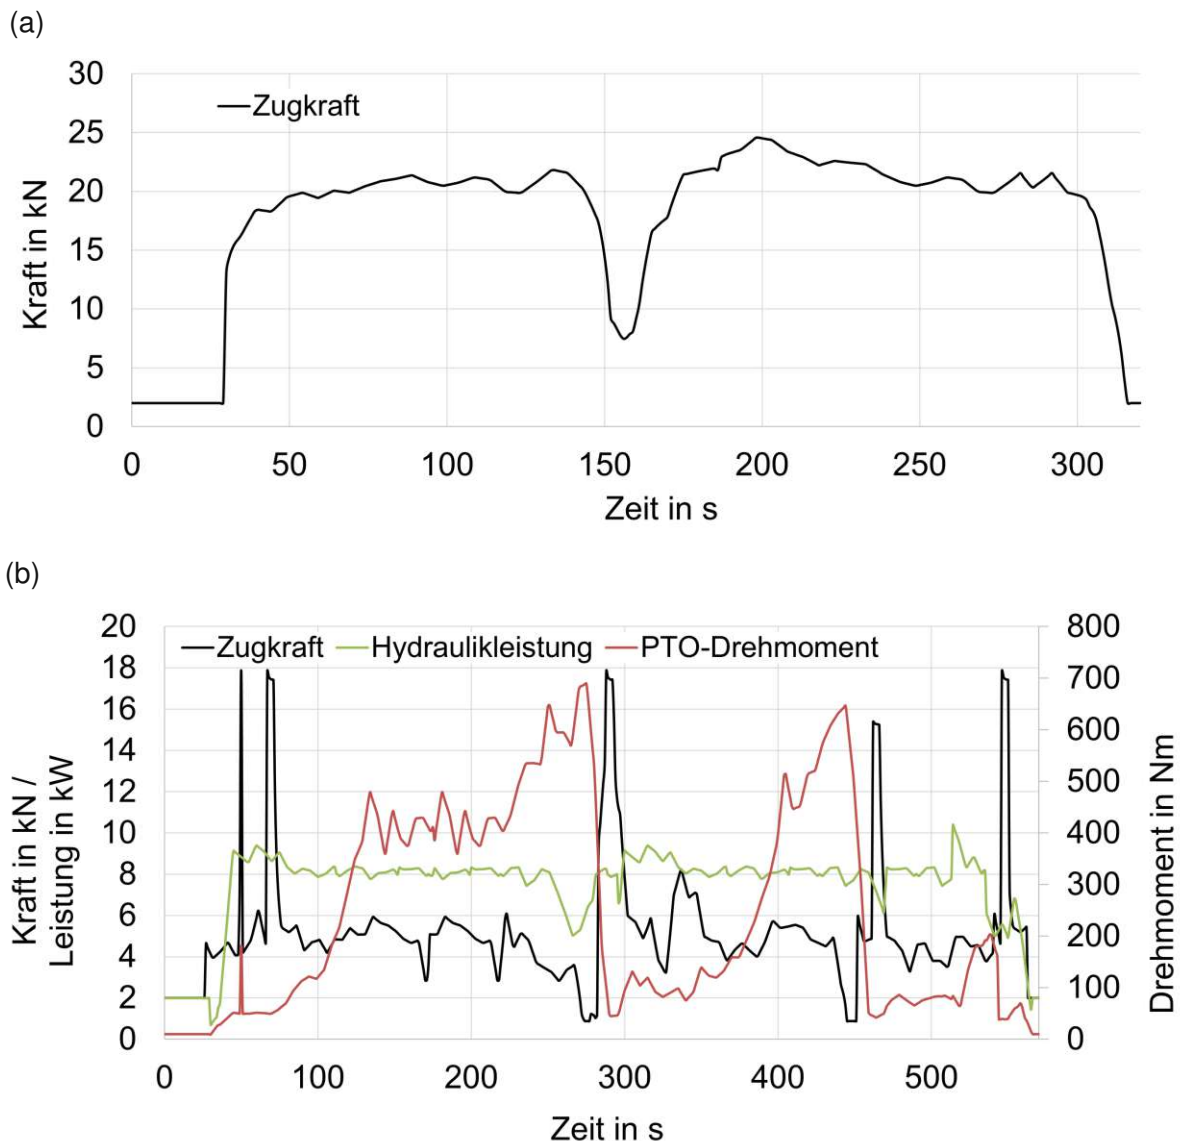 (a)
30
25
20
15
10
5
0
Kraft in kN
Zugkraft
0 50 100 150 200 250 300
Zeit in s
(b)
20
18
16
14
12
10
8
6
4
2
0
Kraft in kN /
Leistung in kW
Zugkraft Hydraulikleistung PTO-Drehmoment
800
700
600
500
400
300
200
100
0
Drehmoment in Nm
0 100 200 300 400 500
Zeit in s